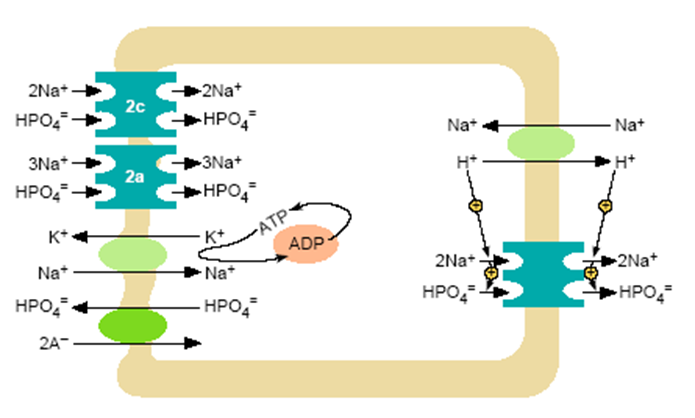 2Na⁺ 2Na⁺
2c
HPO₄⁼ HPO₄⁼
3Na⁺ 3Na⁺
2a
HPO₄⁼ HPO₄⁼
K⁺ K⁺
ATP
ADP
Na⁺ Na⁺
HPO₄⁼ HPO₄⁼
2A⁻
Na⁺ Na⁺
H⁺ H⁺
+ +
2Na⁺ 2Na⁺
+ +
HPO₄⁼ HPO₄⁼